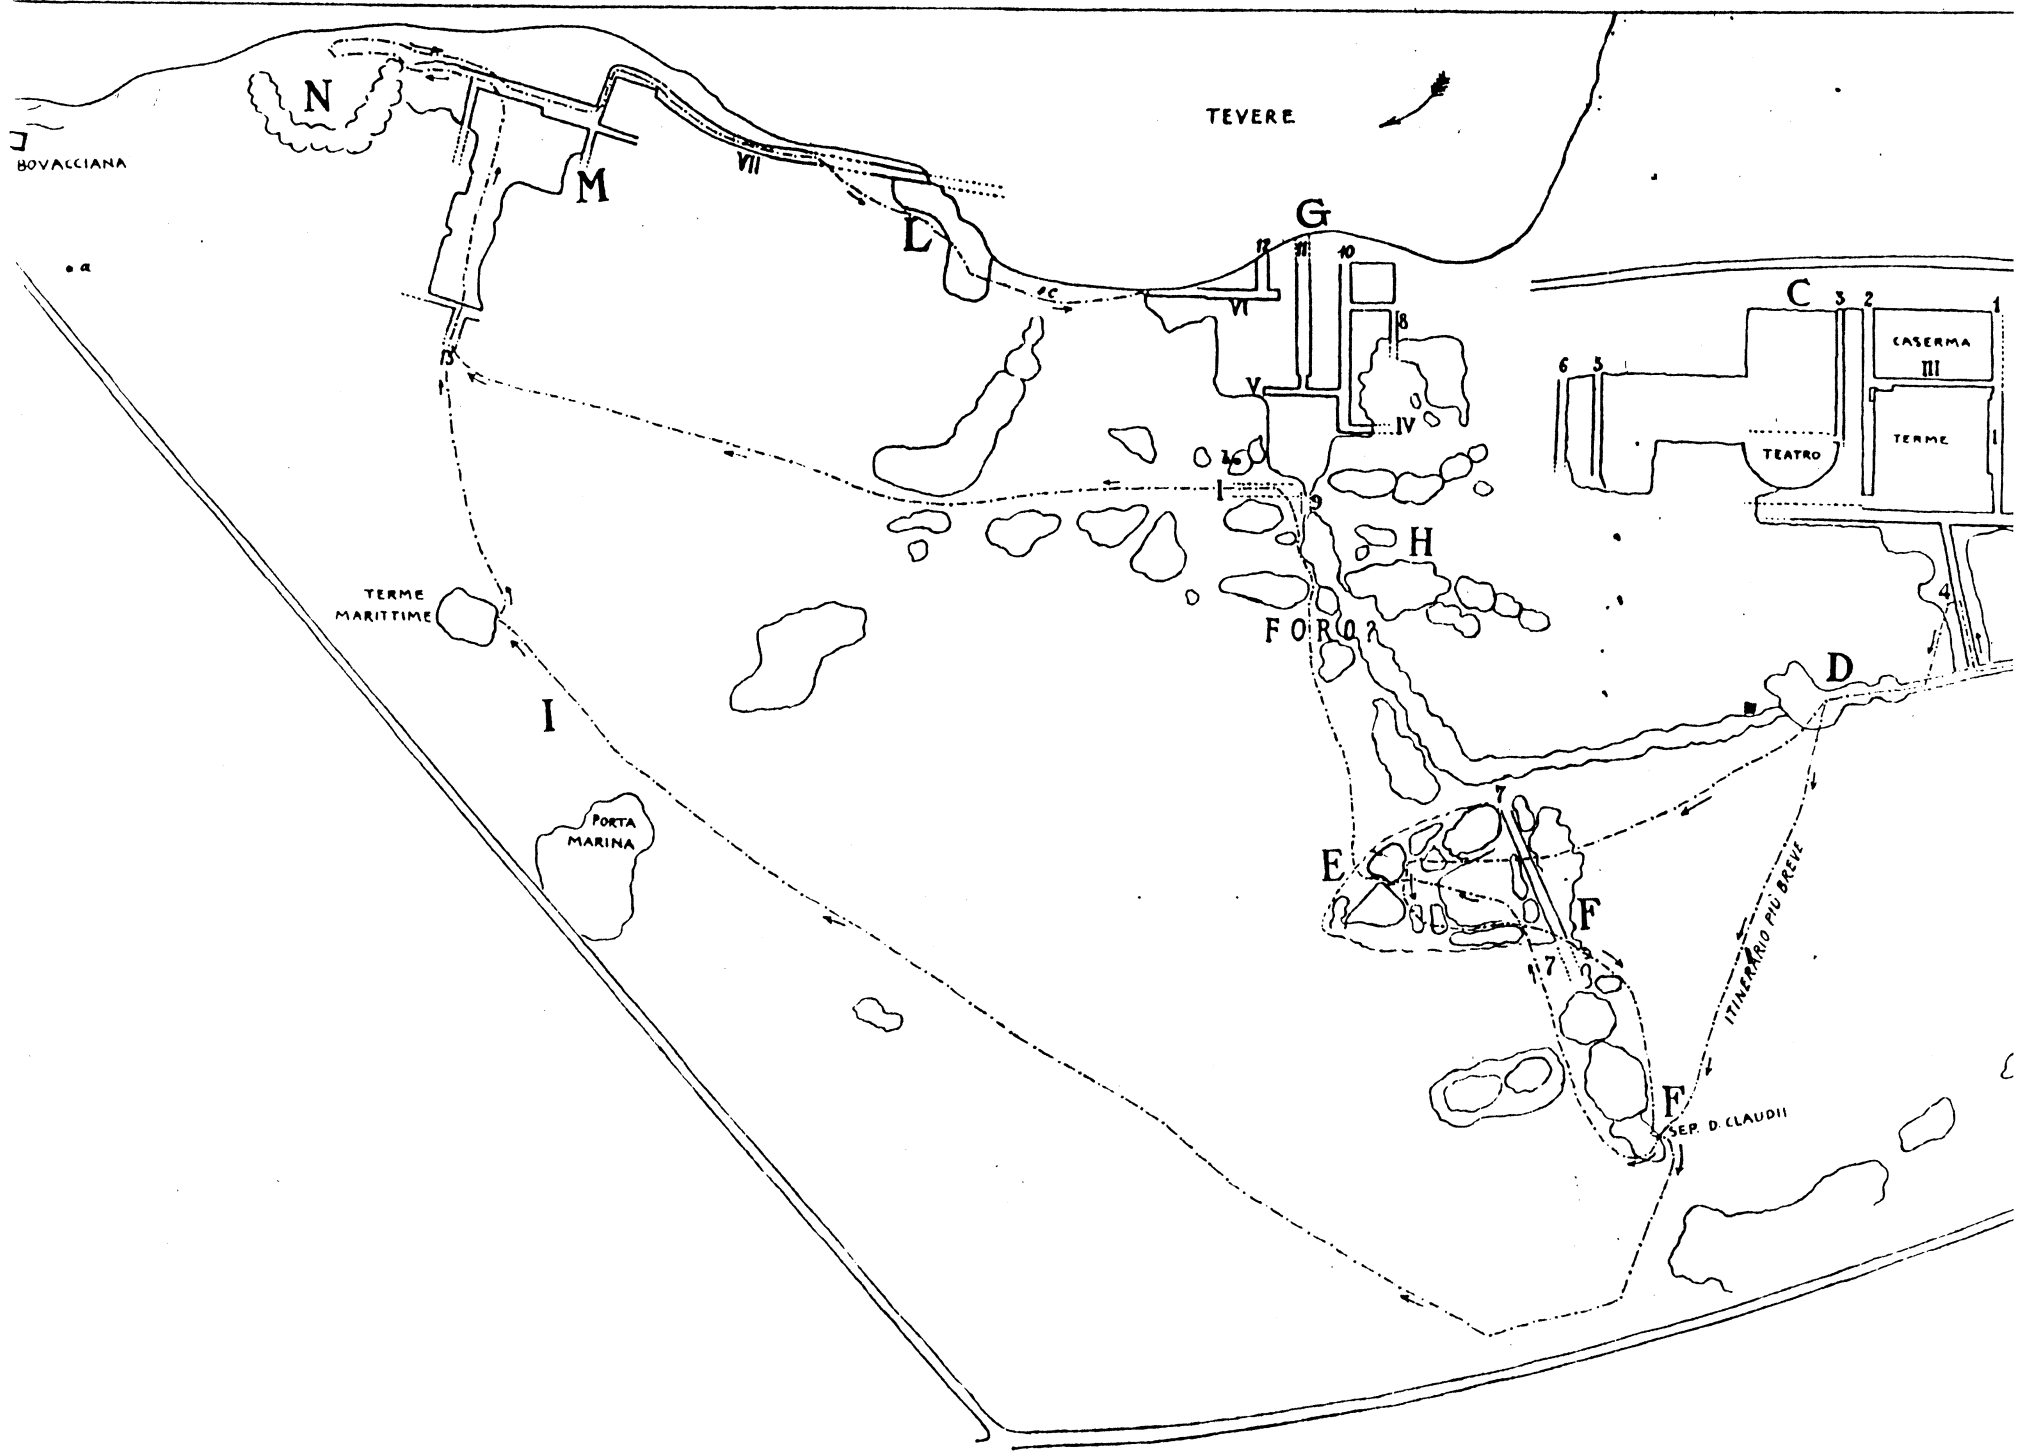 N
TEVERE
BOVACCIANA
M
VII
L
G
12
11
10
a
c
VI
8
C
3
2
1
CASERMA
III
6
5
V
IV
13
TERME
I
TEATRO
I
9
H
TERME
MARITTIME
4
FORO?
D
I
PORTA
MARINA
7
E
F
7
ITINERARIO PIÙ BREVE
F
SEP. D. CLAUDII